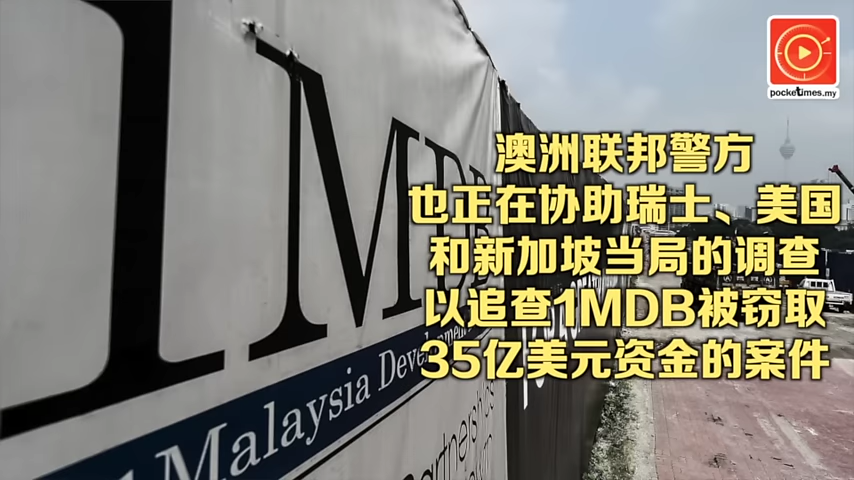 pocketimes.my
澳洲联邦警方
也正在协助瑞士、美国
和新加坡当局的调查
以追查1MDB被窃取
35亿美元资金的案件
1MDB
Malaysia Development